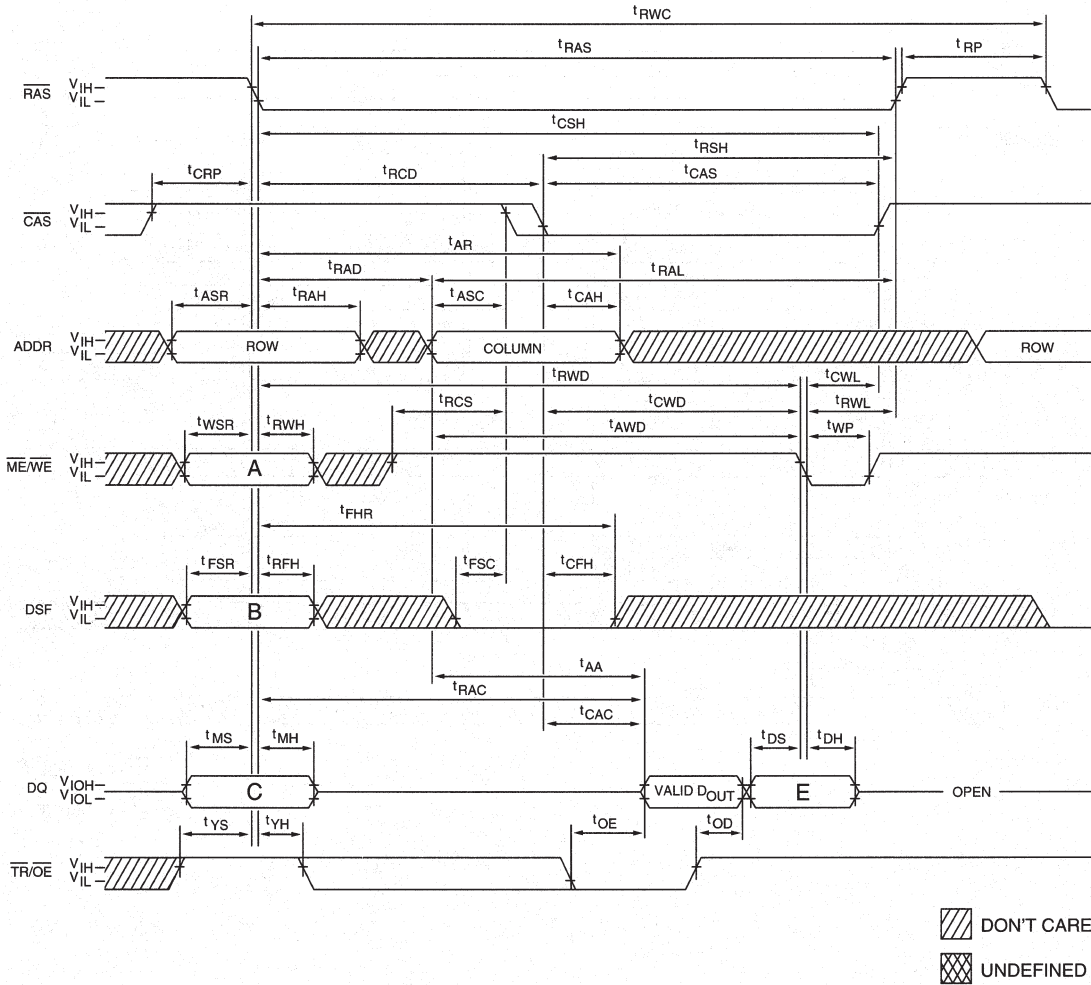 tRWC
tRAS
tRP
RAS VIH
VIL
tCSH
tRSH
tCRP
tRCD
tCAS
CAS VIH
VIL
tAR
tRAD
tRAL
tASR
tRAH
tASC
tCAH
ADDR VIH
VIL
ROW
COLUMN
ROW
tRWD
tCWL
tRCS
tCWD
tRWL
tWSR
tRWH
tAWD
tWP
ME/WE VIH
VIL
A
tFHR
tFSR
tRFH
tFSC
tCFH
DSF VIH
VIL
B
tAA
tRAC
tCAC
tMS
tMH
tDS
tDH
DQ VIOH
VIOL
C
VALID DOUT
E
OPEN
tYS
tYH
tOE
tOD
TR/OE VIH
VIL
DON'T CARE
UNDEFINED